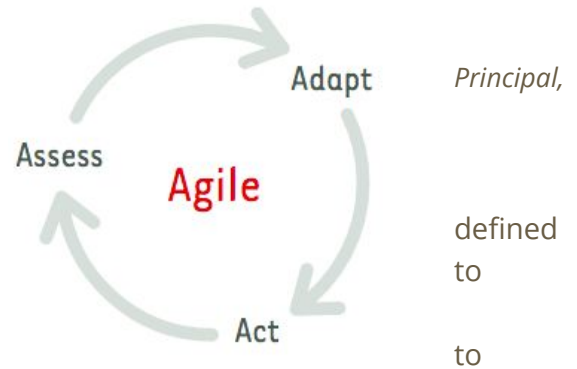 Adapt
Principal,
Assess
Agile
defined
to
Act
to